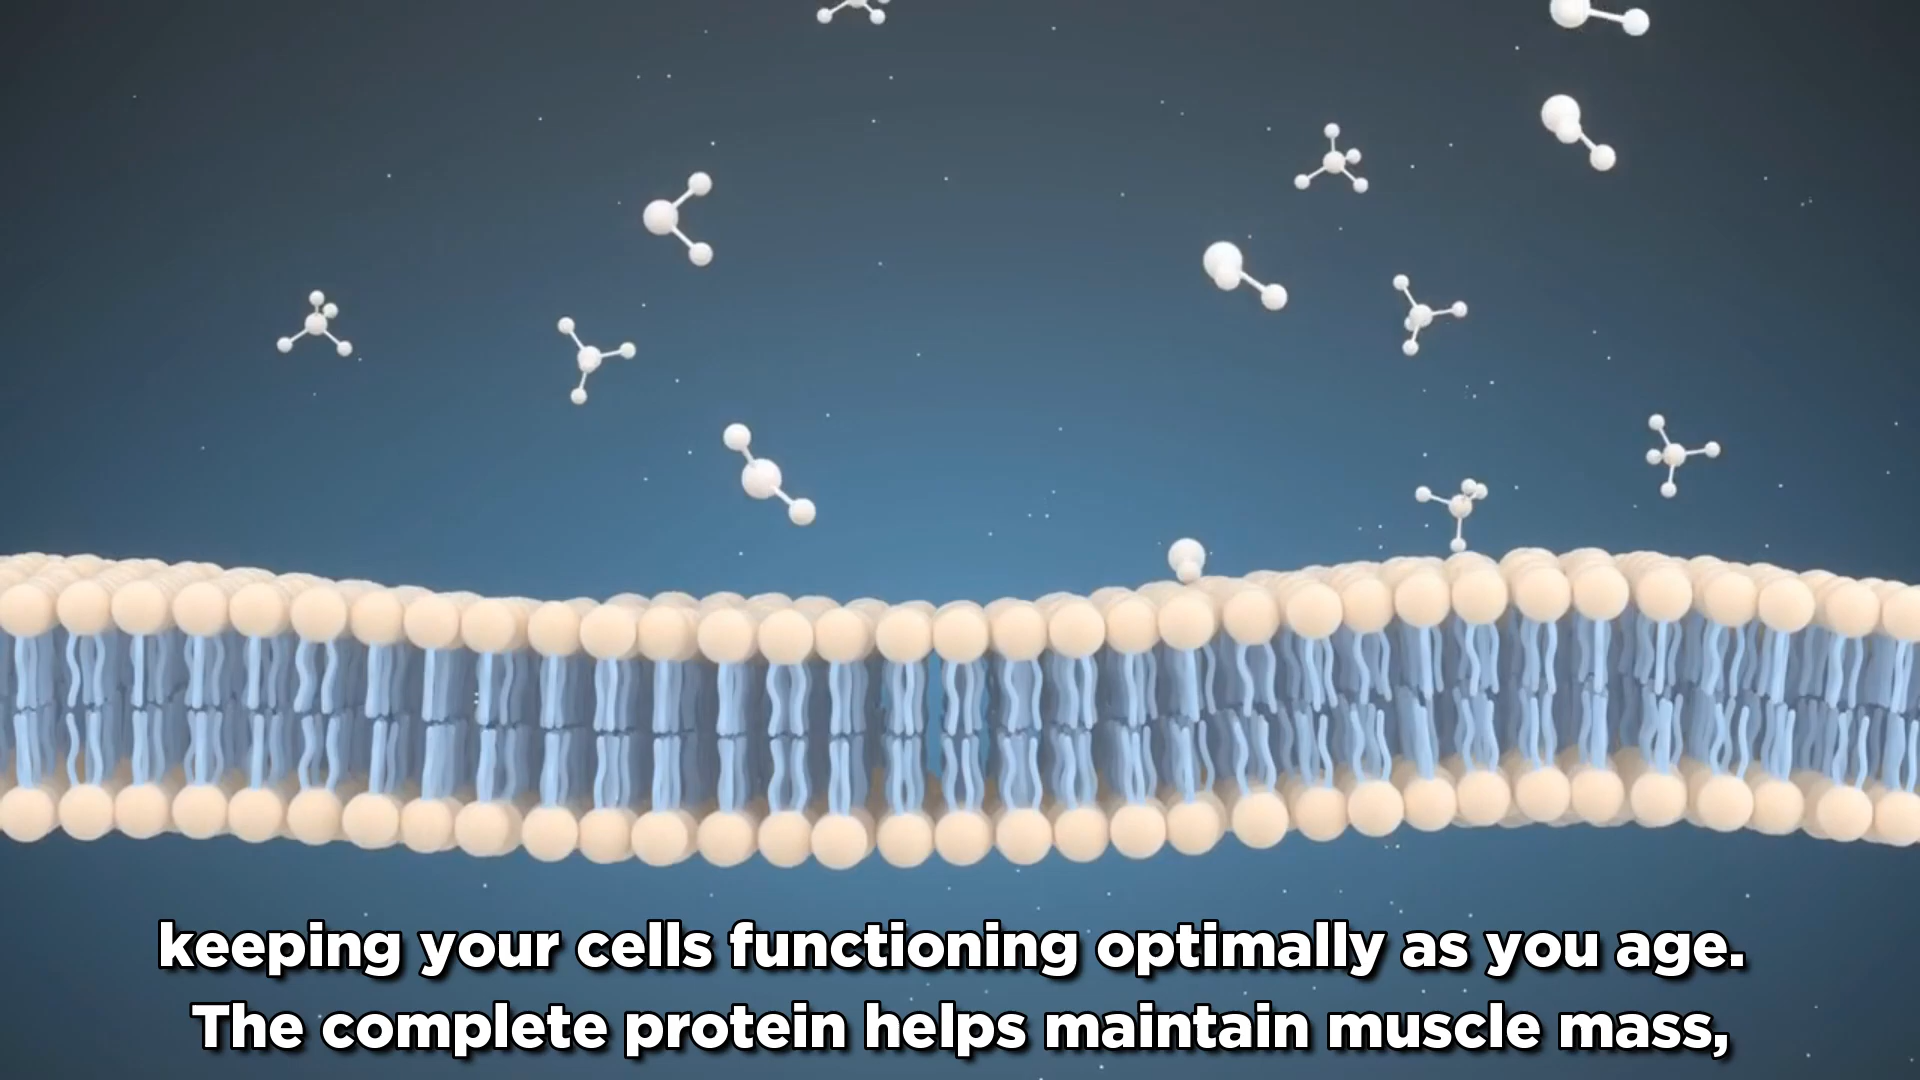 keeping your cells functioning optimally as you age.
The complete protein helps maintain muscle mass,